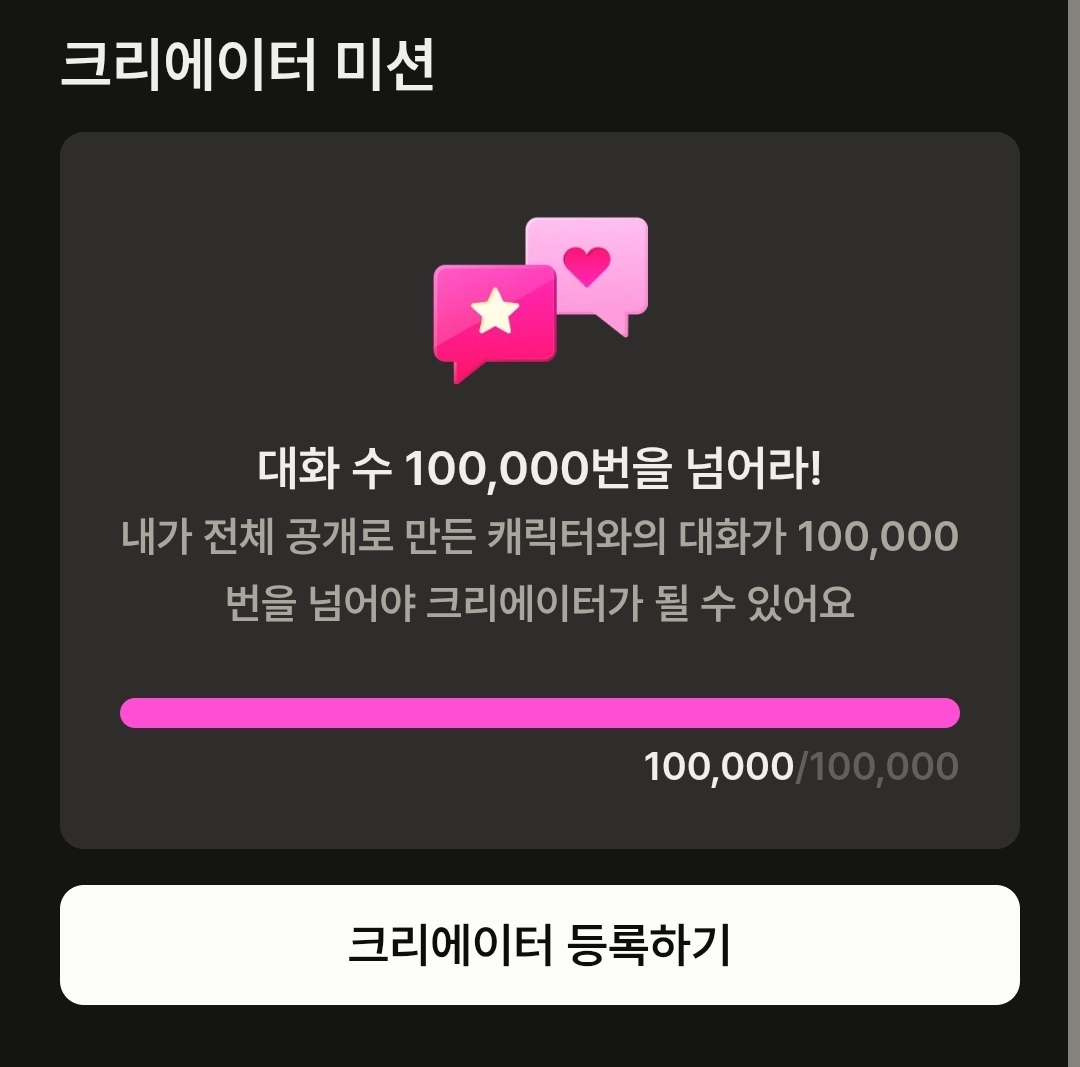 크리에이터 미션
대화 수 100,000번을 넘어라!
내가 전체 공개로 만든 캐릭터와의 대화가 100,000
번을 넘어야 크리에이터가 될 수 있어요
100,000/100,000
크리에이터 등록하기